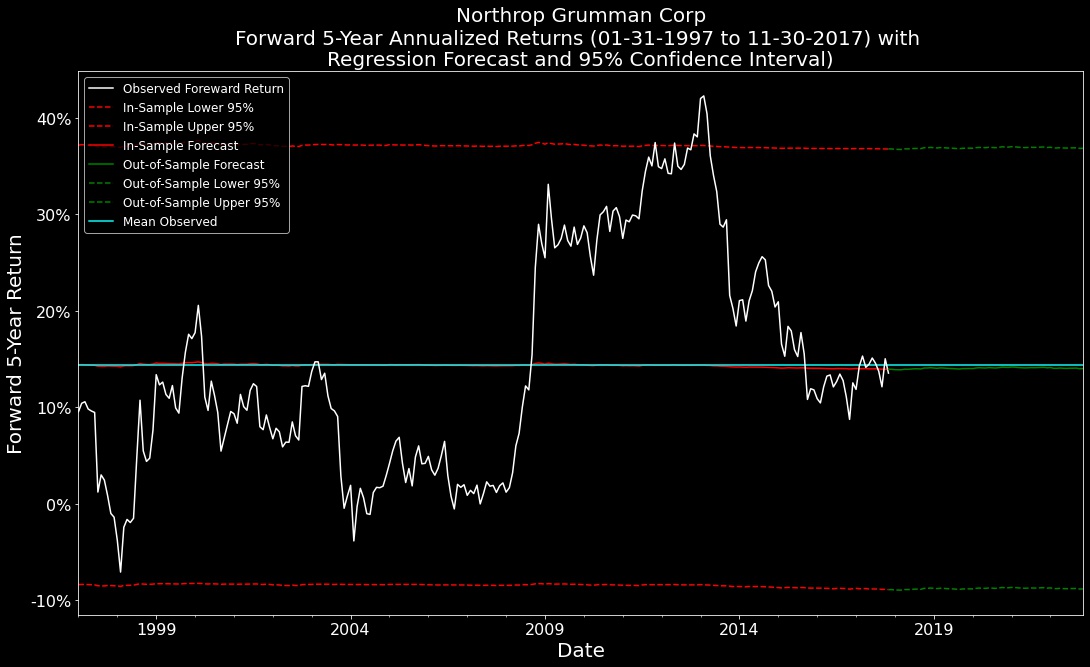 Northrop Grumman Corp
Forward 5-Year Annualized Returns (01-31-1997 to 11-30-2017) with
Regression Forecast and 95% Confidence Interval)
Observed Foreward Return
In-Sample Lower 95%
In-Sample Upper 95%
In-Sample Forecast
Out-of-Sample Forecast
Out-of-Sample Lower 95%
Out-of-Sample Upper 95%
Mean Observed
Forward 5-Year Return
40%
30%
20%
10%
0%
-10%
1999 2004 2009 2014 2019
Date